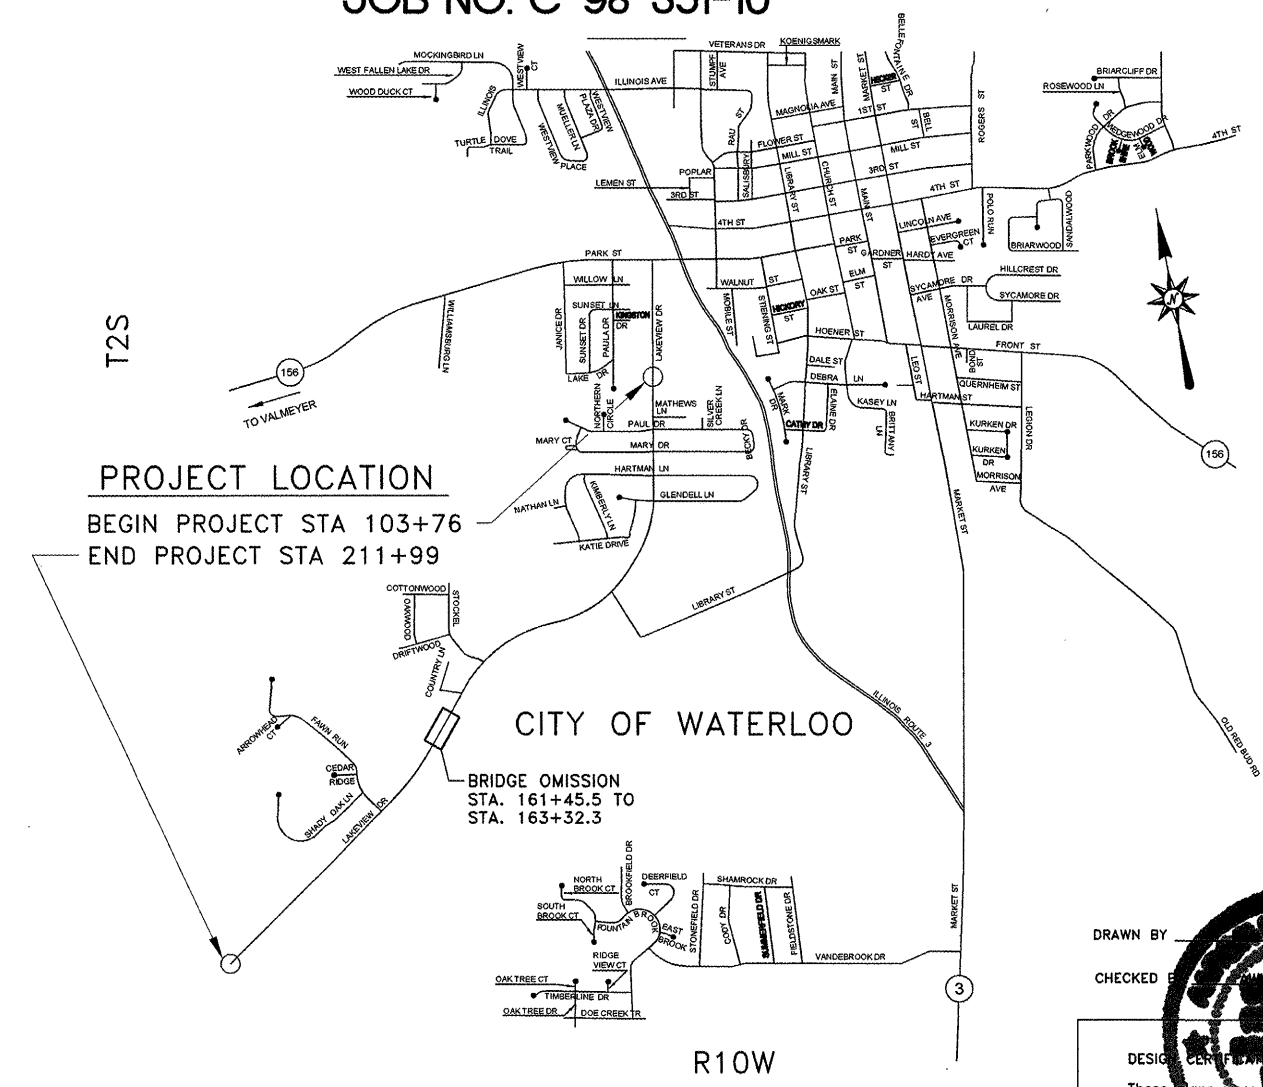 JOB NO. C-98-351-10
MOCKINGBIRD LN
WEST FALLEN LAKE DR
WOOD DUCK CT
WESTVIEW CT
ILLINOIS
TURTLE DOVE TRAIL
WESTVIEW PLACE
MUELLER LN
WESTVIEW PLAZA DR
ILLINOIS AVE
VETERANS DR
KOENIGSMARK
STUMPF AVE
MAIN ST
MARKET ST
HECKER ST
BELLEFONTAINE DR
MAGNOLIA AVE
1ST ST
BELL ST
ROGERS ST
RAU ST
FLOWER ST
MILL ST
MILL ST
3RD ST
POPLAR
SALISBURY
LEMEN ST
3RD ST
LIBRARY ST
CHURCH ST
MAIN ST
4TH ST
4TH ST
4TH ST
BRIARCLIFF DR
ROSEWOOD LN
WEDGEWOOD DR
PARKWOOD DR
POLO RUN
SANDALWOOD
BRIARWOOD
LINCOLN AVE
EVERGREEN CT
PARK ST
PARK ST
GARDNER ST
HARDY AVE
WILLOW LN
WALNUT ST
ELM ST
OAK ST
HICKORY ST
SYCAMORE DR
SYCAMORE AVE
HILLCREST DR
SYCAMORE DR
LAUREL DR
SUNSET LN
KINGSTON DR
JANICE DR
SUNSET DR
PAULA DR
LAKEVIEW DR
LAKE DR
MOBILE ST
STIENING ST
WILLIAMSBURG LN
HOENER ST
MORRISON AVE
FRONT ST
BOND ST
N
T2S
156
TO VALMEYER
DALE ST
DEBRA LN
LEO ST
QUERNHEIM ST
HARTMAN ST
MARK DR
CATHY DR
ELAINE DR
KASEY LN
BRITTANY LN
KURKEN DR
KURKEN DR
MORRISON AVE
LEGION DR
156
NORTHERN CIRCLE
MATHEWS LN
SILVER CREEK LN
PAUL DR
MARY CT
MARY DR
BECKY DR
HARTMAN LN
NATHAN LN
KIMBERLY LN
GLENDELL LN
KATIE DRIVE
LIBRARY ST
MARKET ST
PROJECT LOCATION
BEGIN PROJECT STA 103+76
END PROJECT STA 211+99
COTTONWOOD
OAKWOOD
STOCKEL
DRIFTWOOD
COUNTRY LN
LIBRARY ST
ILLINOIS ROUTE 3
OLD RED BUD RD
CITY OF WATERLOO
ARROWHEAD CT
FAWN RUN
CEDAR RIDGE
SHADY OAK LN
LAKEVIEW DR
BRIDGE OMISSION
STA. 161+45.5 TO
STA. 163+32.3
NORTH BROOK CT
BROOKFIELD DR
DEERFIELD CT
SHAMROCK DR
SOUTH BROOK CT
FOUNTAIN BROOK
EAST BROOK
STONEFIELD DR
CODY DR
SUMMERFIELD DR
FIELDSTONE DR
MARKET ST
RIDGE VIEW CT
VANDEBROOK DR
OAK TREE CT
TIMBERLINE DR
OAK TREE DR
DOE CREEK TR
3
R10W
DRAWN BY
CHECKED B
DESIGN CERTIFICAT